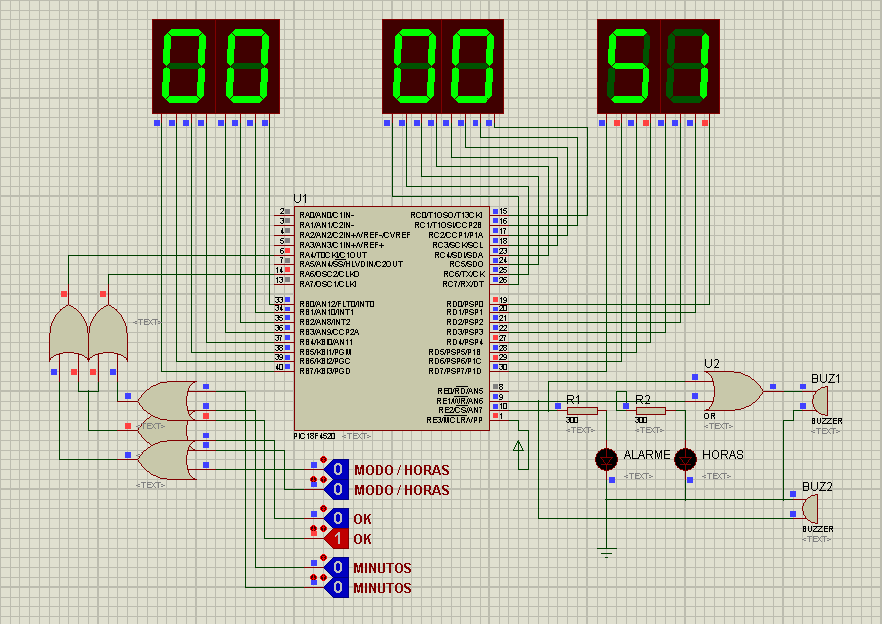 00 00 51
U1
2 RA0/AN0/C1IN- RC0/T1OSO/T13CKI 15
3 RA1/AN1/C2IN- RC1/T1OSI/CCP2B 16
4 RA2/AN2/C2IN+/VREF-/CVREF RC2/CCP1/P1A 17
5 RA3/AN3/C1IN+/VREF+ RC3/SCK/SCL 18
6 RA4/T0CKI/C1OUT RC4/SDI/SDA 23
7 RA5/AN4/SS/HLVDIN/C2OUT RC5/SDO 24
14 RA6/OSC2/CLKO RC6/TX/CK 25
13 RA7/OSC1/CLKI RC7/RX/DT 26
33 RB0/AN12/FLT0/INT0 RD0/PSP0 19
34 RB1/AN10/INT1 RD1/PSP1 20
35 RB2/AN8/INT2 RD2/PSP2 21
36 RB3/AN9/CCP2A RD3/PSP3 22
37 RB4/KBI0/AN11 RD4/PSP4 27
38 RB5/KBI1/PGM RD5/PSP5/P1B 28
39 RB6/KBI2/PGC RD6/PSP6/P1C 29
40 RB7/KBI3/PGD RD7/PSP7/P1D 30
RE0/RD/AN5 8
RE1/WR/AN6 9
RE2/CS/AN7 10
RE3/MCLR/VPP 1
PIC18F4520 <TEXT>
<TEXT>
<TEXT>
<TEXT>
R1
300
R2
300
U2
OR
<TEXT>
BUZ1
BUZZER
<TEXT>
ALARME
<TEXT>
HORAS
<TEXT>
BUZ2
BUZZER
<TEXT>
0 MODO / HORAS
0 MODO / HORAS
0 OK
1 OK
0 MINUTOS
0 MINUTOS